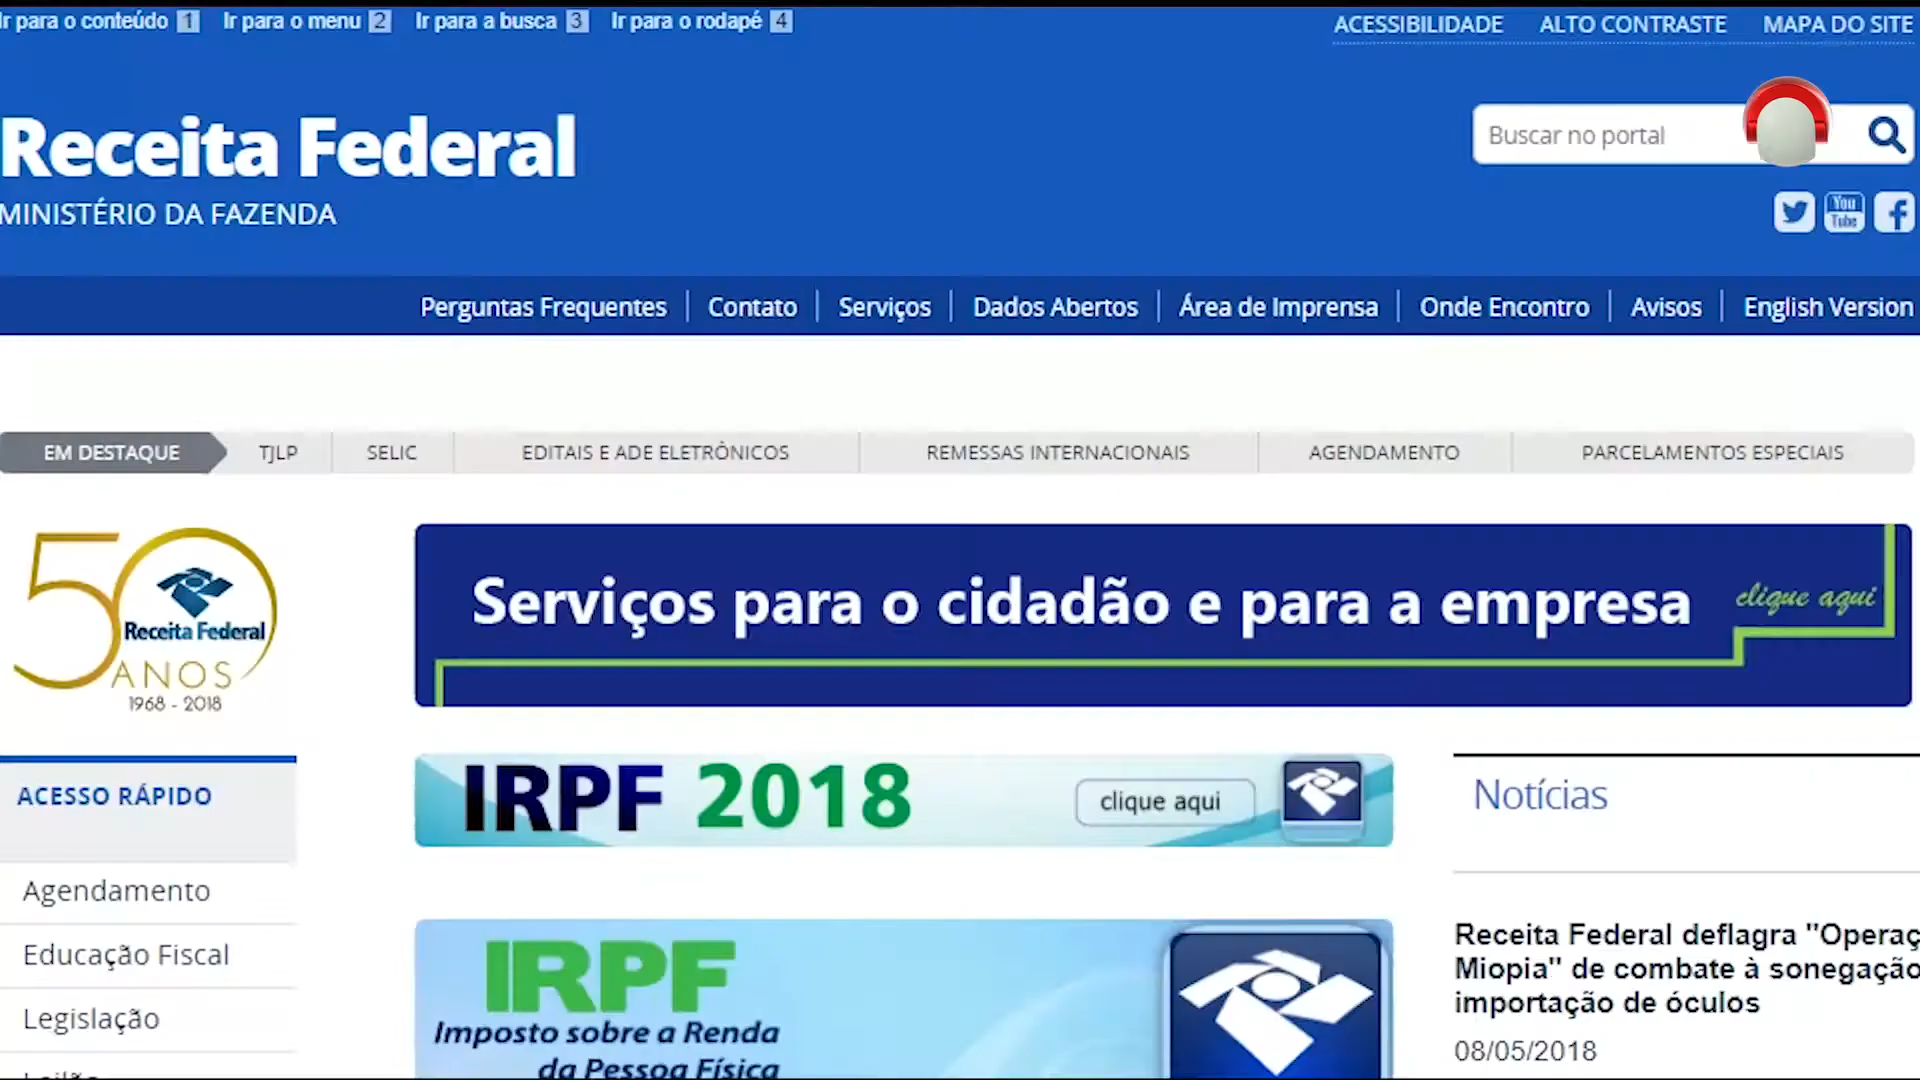 r para o conteúdo 1 Ir para o menu 2 Ir para a busca 3 Ir para o rodapé 4
ACESSIBILIDADE ALTO CONTRASTE MAPA DO SITE
Receita Federal
MINISTÉRIO DA FAZENDA
Buscar no portal
You
Tube
Perguntas Frequentes Contato Serviços Dados Abertos Área de Imprensa Onde Encontro Avisos English Version
EM DESTAQUE TJLP SELIC EDITAIS E ADE ELETRÔNICOS REMESSAS INTERNACIONAIS AGENDAMENTO PARCELAMENTOS ESPECIAIS
50
Receita Federal
ANOS
1968 - 2018
Serviços para o cidadão e para a empresa
clique aqui
ACESSO RÁPIDO
Agendamento
Educação Fiscal
Legislação
IRPF 2018
clique aqui
IRPF
Imposto sobre a Renda
da Pessoa Física
Notícias
Receita Federal deflagra "Operaç
Miopia" de combate à sonegação
importação de óculos
08/05/2018